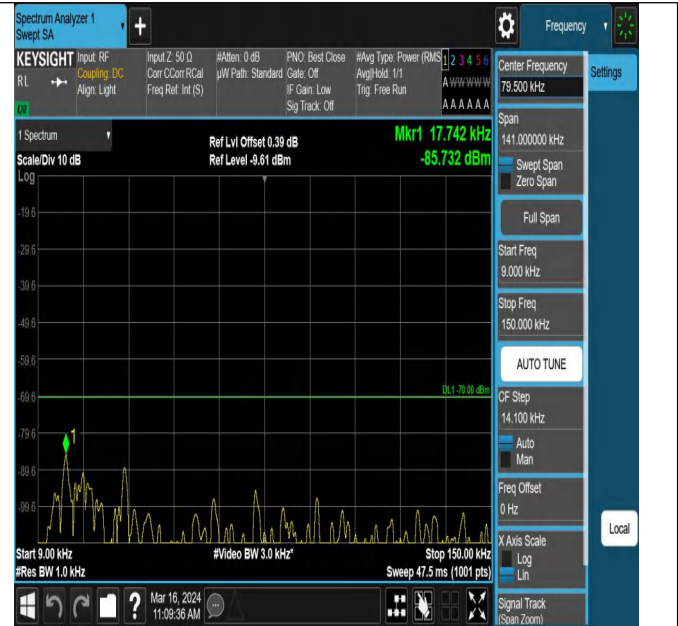 Spectrum Analyzer 1
Swept SA
+
Frequency
KEYSIGHT
RL
LXI
Input: RF
Coupling: DC
Align: Light
Input Z: 50 Ω
Corr CCorr RCal
Freq Ref: Int (S)
#Atten: 0 dB
µW Path: Standard
PNO: Best Close
Gate: Off
IF Gain: Low
Sig Track: Off
#Avg Type: Power (RMS
Avg|Hold: 1/1
Trig: Free Run
1 2 3 4 5 6
A W W W W W
A A A A A A
1 Spectrum
Scale/Div 10 dB
Log
Ref Lvl Offset 0.39 dB
Ref Level -9.61 dBm
Mkr1 17.742 kHz
-85.732 dBm
-19.6
-29.6
-39.6
-49.6
-59.6
-69.6
-79.6
-89.6
-99.6
DL1 -70.00 dBm
1
Start 9.00 kHz
#Res BW 1.0 kHz
#Video BW 3.0 kHz*
Stop 150.00 kHz
Sweep 47.5 ms (1001 pts)
Center Frequency
79.500 kHz
Settings
Span
141.000000 kHz
Swept Span
Zero Span
Full Span
Start Freq
9.000 kHz
Stop Freq
150.000 kHz
AUTO TUNE
CF Step
14.100 kHz
Auto
Man
Freq Offset
0 Hz
X Axis Scale
Log
Lin
Signal Track
(Span Zoom)
Local
?
Mar 16, 2024
11:09:36 AM